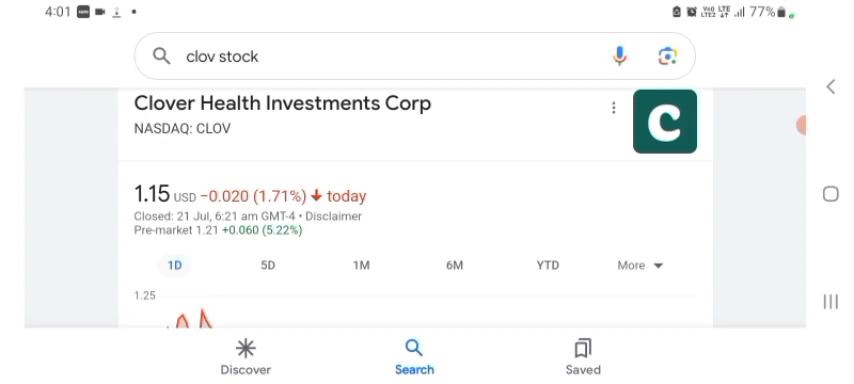 4:01
77%
clov stock
Clover Health Investments Corp
NASDAQ: CLOV
C
1.15 USD −0.020 (1.71%) ↓ today
Closed: 21 Jul, 6:21 am GMT-4 • Disclaimer
Pre-market 1.21 +0.060 (5.22%)
1D 5D 1M 6M YTD More
1.25
Discover Search Saved